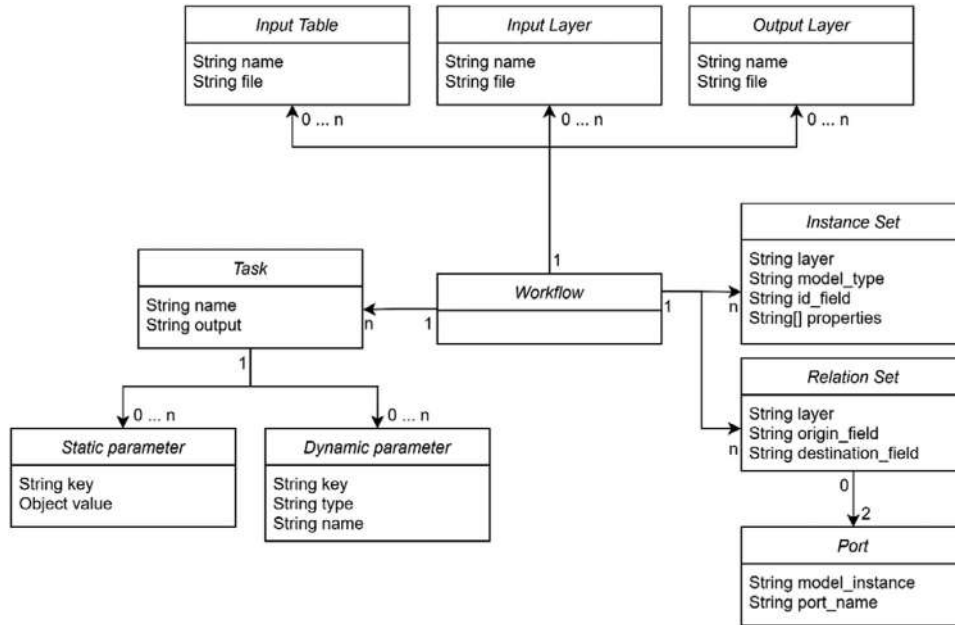 Input Table
String name
String file
0 ... n
Input Layer
String name
String file
0 ... n
Output Layer
String name
String file
0 ... n
Task
String name
String output
n
1
Workflow
1
1
n
Instance Set
String layer
String model_type
String id_field
String[] properties
n
Relation Set
String layer
String origin_field
String destination_field
1
0 ... n
0 ... n
Static parameter
String key
Object value
Dynamic parameter
String key
String type
String name
0
2
Port
String model_instance
String port_name